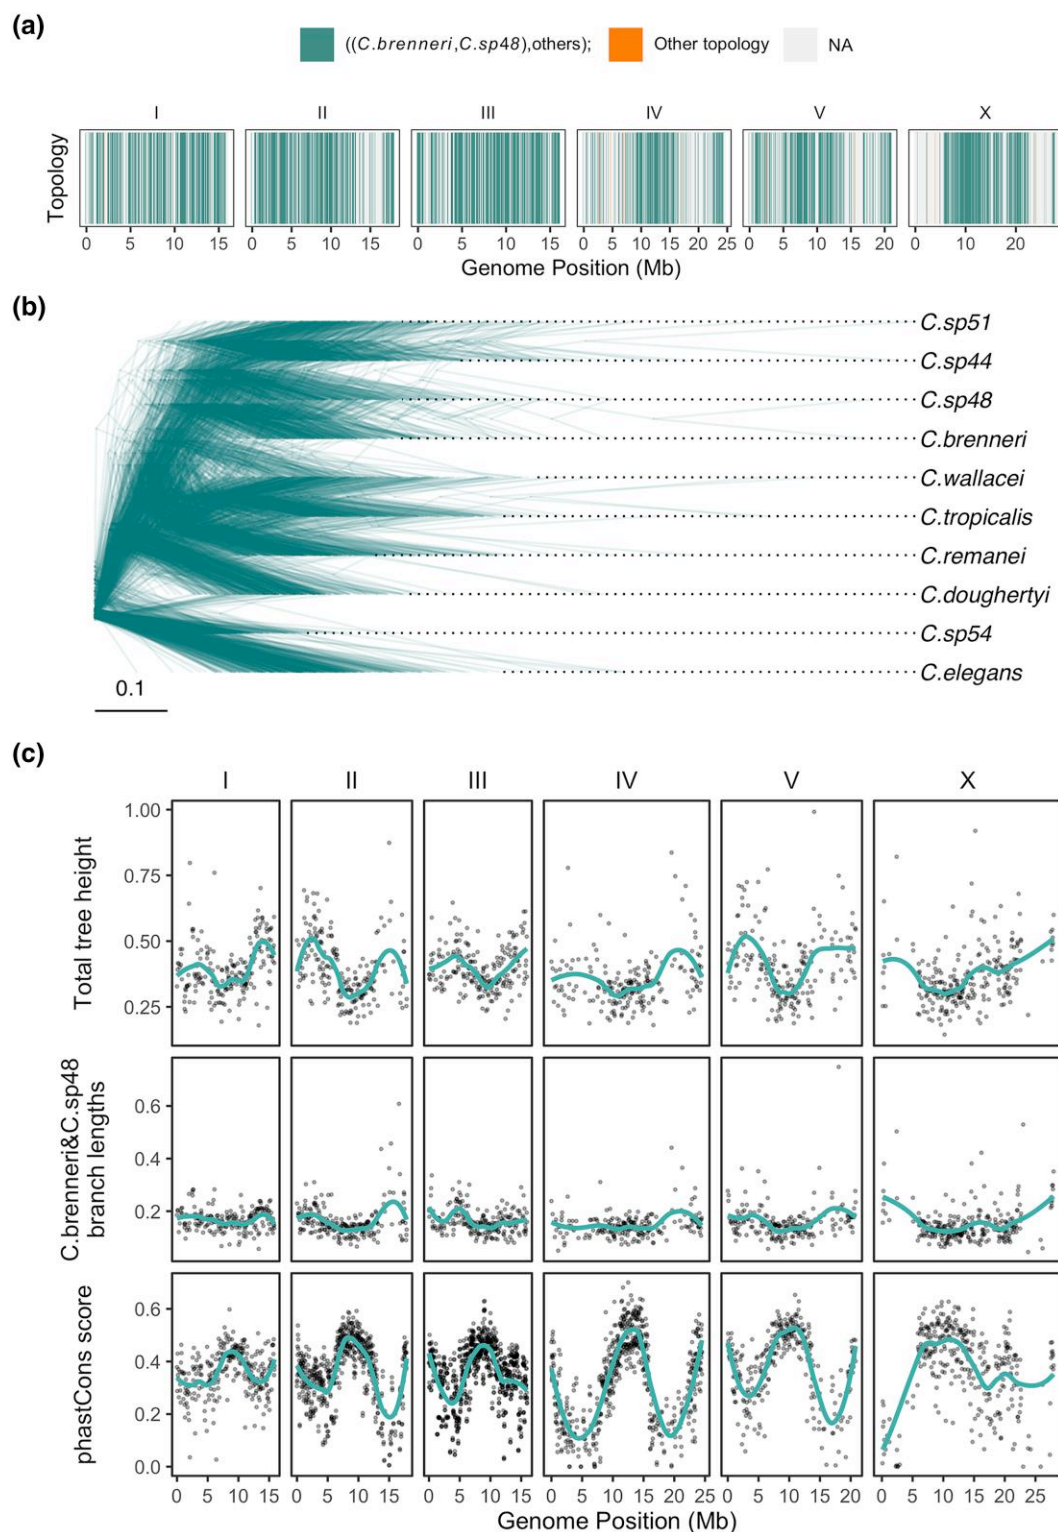 (a)
((C.brenneri,C.sp48),others); Other topology NA
I II III IV V X
Topology
0 5 10 15 0 5 10 15 0 5 10 15 0 5 10 15 20 25 0 5 10 15 20 0 10 20
Genome Position (Mb)
(b)
C.sp51
C.sp44
C.sp48
C.brenneri
C.wallacei
C.tropicalis
C.remanei
C.doughertyi
C.sp54
C.elegans
0.1
(c)
I II III IV V X
Total tree height
1.00
0.75
0.50
0.25
C.brenneri&C.sp48
branch lengths
0.6
0.4
0.2
phastCons score
0.6
0.4
0.2
0.0
0 5 10 15 0 5 10 15 0 5 10 15 0 5 10 15 20 25 0 5 10 15 20 0 5 10 15 20 25
Genome Position (Mb)